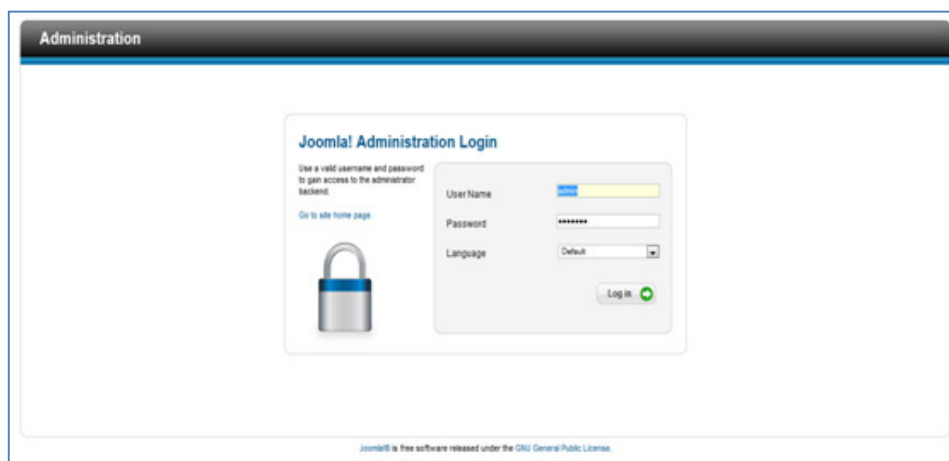 Administration
Joomla! Administration Login
Use a valid username and password
to gain access to the administrator
backend.
Go to site home page.
User Name
admin
Password
•••••••
Language
Default
Log in
Joomla!® is free software released under the GNU General Public License.